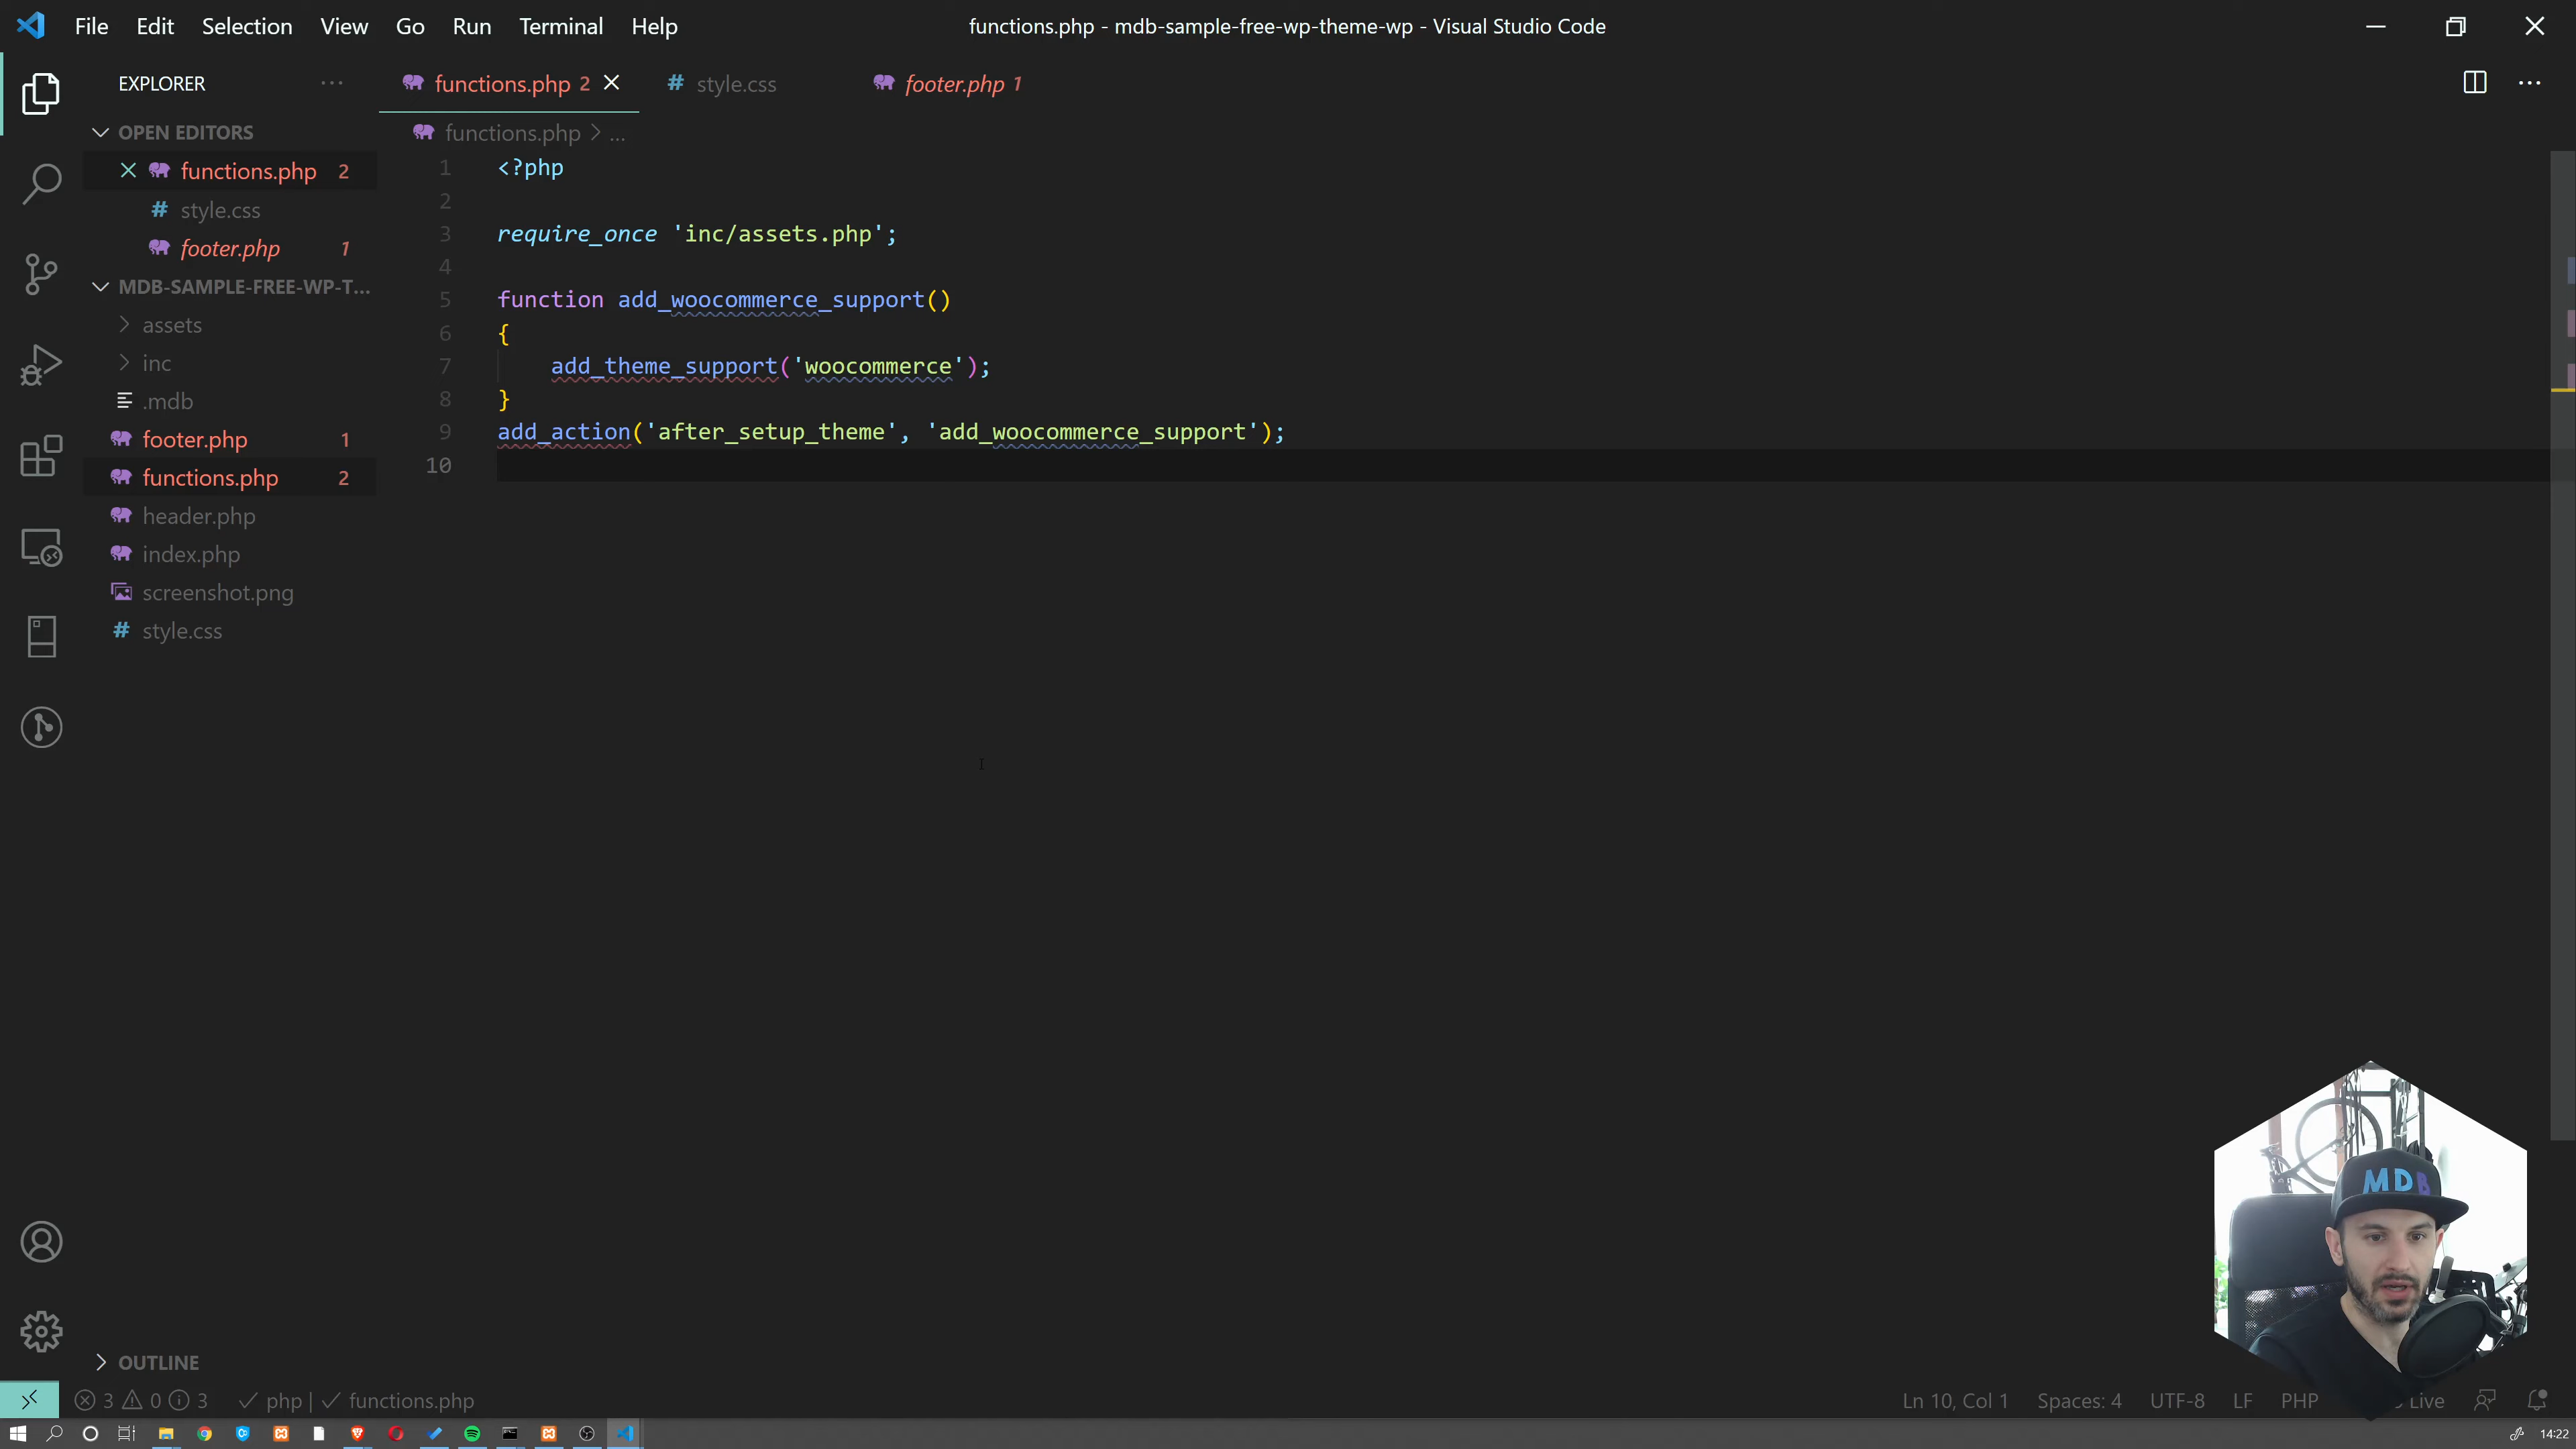 File Edit Selection View Go Run Terminal Help
functions.php - mdb-sample-free-wp-theme-wp - Visual Studio Code
EXPLORER
functions.php 2
style.css
footer.php 1
OPEN EDITORS
functions.php 2
style.css
footer.php 1
MDB-SAMPLE-FREE-WP-T...
assets
inc
.mdb
footer.php 1
functions.php 2
header.php
index.php
screenshot.png
style.css
OUTLINE
functions.php > ...
1 <?php
2
3 require_once 'inc/assets.php';
4
5 function add_woocommerce_support()
6 {
7 add_theme_support('woocommerce');
8 }
9 add_action('after_setup_theme', 'add_woocommerce_support');
10
MDB
3 0 3 php | functions.php
Ln 10, Col 1 Spaces: 4 UTF-8 LF PHP Live
14:22